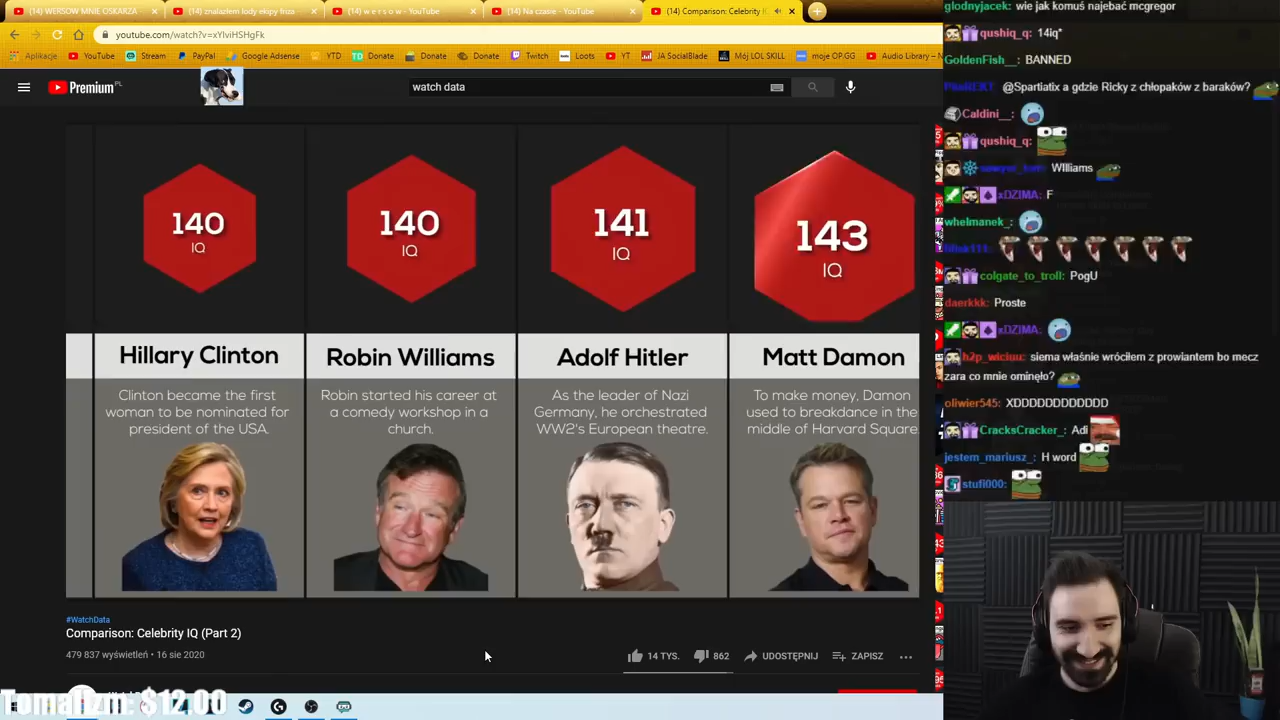 (14) WERSOW MNIE OSKARŻA
(14) znalazłem lody ekipy friza
(14) w e r s o w - YouTube
(14) Na czasie - YouTube
(14) Comparison: Celebrity I
youtube.com/watch?v=xYlviHSHgFk
Aplikacje
YTD
Stream
PayPal
Google Adsense
YTD
Donate
Donate
Donate
Twitch
Loots
YT
JA SocialBlade
Mój LOL SKILL
moje OP.GG
Audio Library
Premium PL
watch data
140
IQ
140
IQ
141
IQ
143
IQ
Hillary Clinton
Robin Williams
Adolf Hitler
Matt Damon
Clinton became the first
woman to be nominated for
president of the USA.
Robin started his career at
a comedy workshop in a
church.
As the leader of Nazi
Germany, he orchestrated
WW2's European theatre.
To make money, Damon
used to breakdance in the
middle of Harvard Square.
#WatchData
Comparison: Celebrity IQ (Part 2)
479 837 wyświetleń • 16 sie 2020
14 TYS.
862
UDOSTĘPNIJ
ZAPISZ
$12.00
glodnyjacek: wie jak komuś najebać mcgregor
qushiq_q: 14iq*
GoldenFish__: BANNED
@Spartiatix a gdzie Ricky z chłopaków z baraków?
Caldini__:
qushiq_q:
WIlliams
xDZIMA: F
whelmanek_:
colgate_to_troll: PogU
daerkkk: Proste
xDZIMA:
h2p_wiciuu: siema właśnie wróciłem z prowiantem bo mecz
zara co mnie ominęło?
oliwier545: XDDDDDDDDDDD
CracksCracker_: Adi
jestem_mariusz_: H word
stufi000: